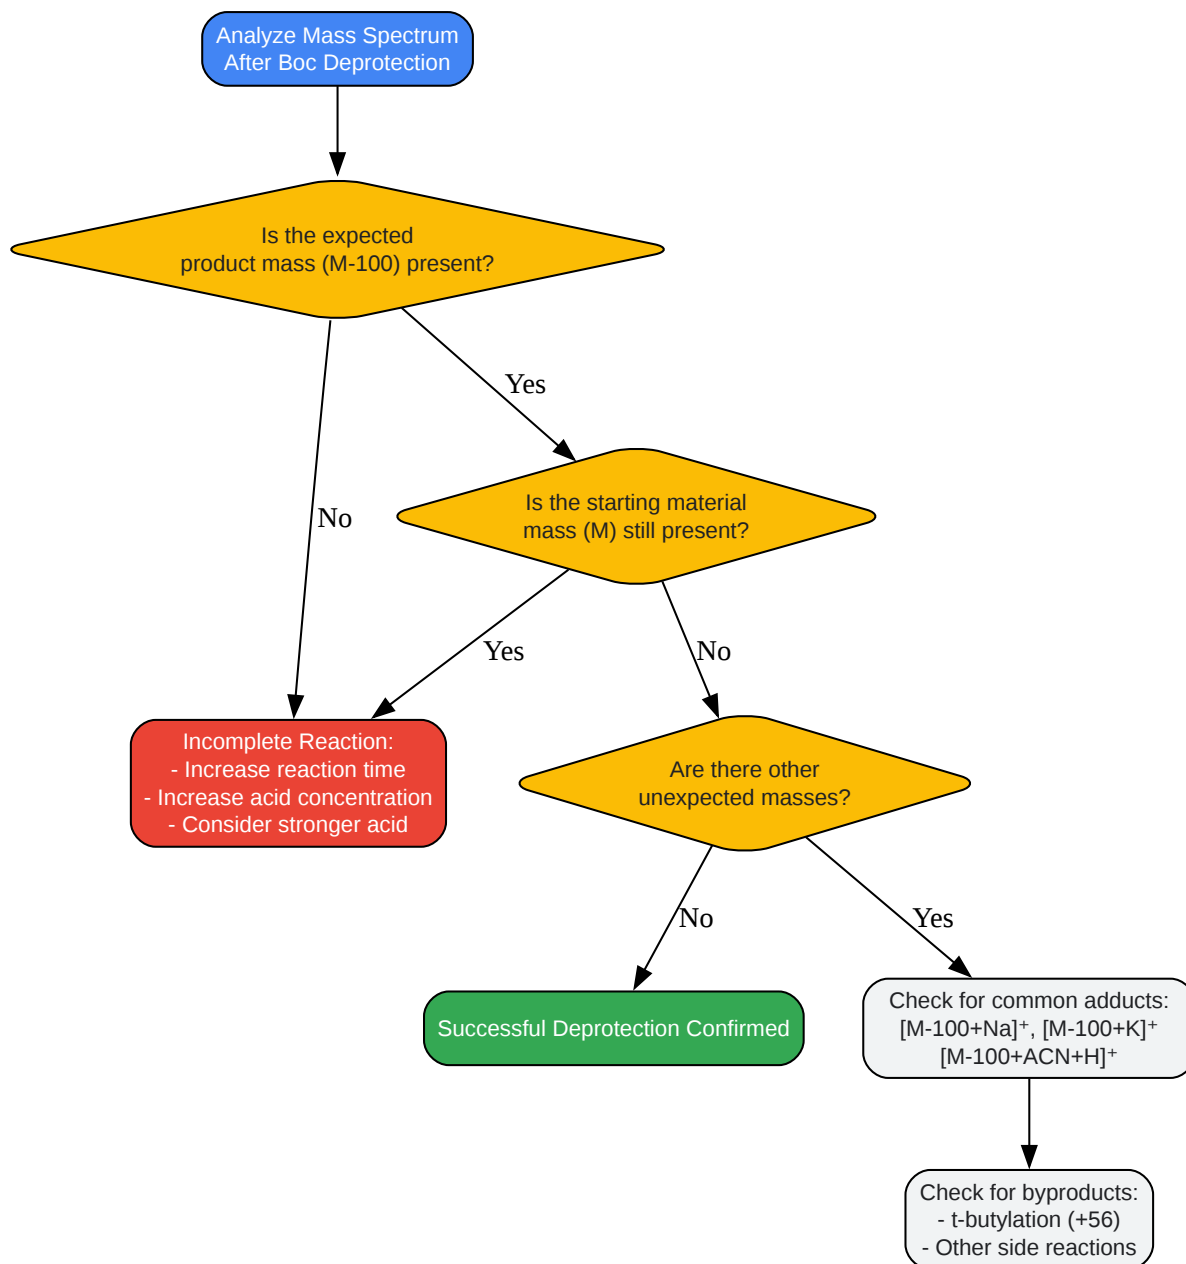 Analyze Mass Spectrum
After Boc Deprotection
Is the expected
product mass (M-100) present?
Yes
Is the starting material
mass (M) still present?
No
Yes
No
Incomplete Reaction:
- Increase reaction time
- Increase acid concentration
- Consider stronger acid
Are there other
unexpected masses?
No
Yes
Successful Deprotection Confirmed
Check for common adducts:
[M-100+Na]⁺, [M-100+K]⁺
[M-100+ACN+H]⁺
Check for byproducts:
- t-butylation (+56)
- Other side reactions